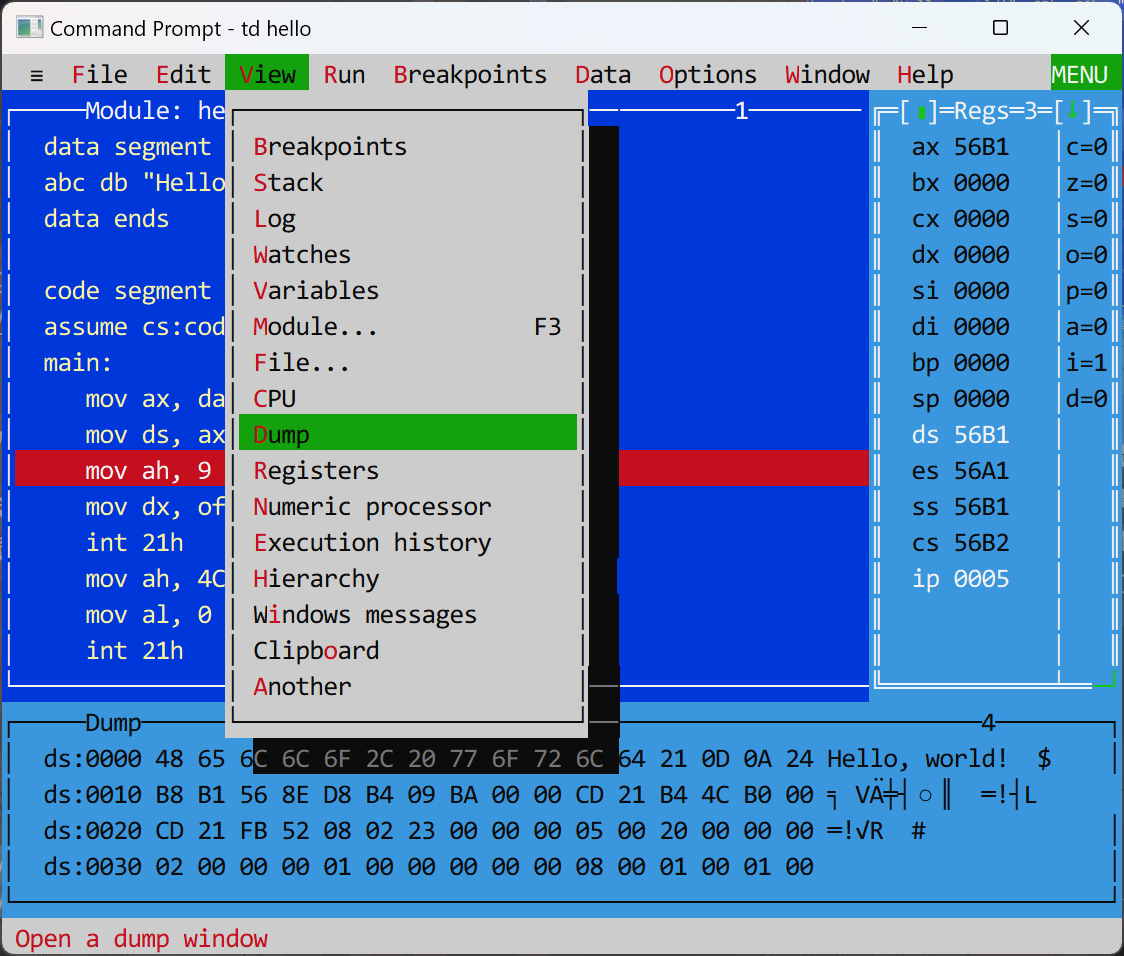 Command Prompt - td hello
≡ File Edit View Run Breakpoints Data Options Window Help MENU
Module: he
1
data segment
abc db "Hello
data ends
code segment
assume cs:cod
main:
mov ax, da
mov ds, ax
mov ah, 9
mov dx, of
int 21h
mov ah, 4C
mov al, 0
int 21h
Breakpoints
Stack
Log
Watches
Variables
Module... F3
File...
CPU
Dump
Registers
Numeric processor
Execution history
Hierarchy
Windows messages
Clipboard
Another
Regs=3
ax 56B1 c=0
bx 0000 z=0
cx 0000 s=0
dx 0000 o=0
si 0000 p=0
di 0000 a=0
bp 0000 i=1
sp 0000 d=0
ds 56B1
es 56A1
ss 56B1
cs 56B2
ip 0005
Dump 4
ds:0000 48 65 6C 6C 6F 2C 20 77 6F 72 6C 64 21 0D 0A 24 Hello, world! $
ds:0010 B8 B1 56 8E D8 B4 09 BA 00 00 CD 21 B4 4C B0 00 ╕ VÄ╪┤○║ ═!┤L
ds:0020 CD 21 FB 52 08 02 23 00 00 00 05 00 20 00 00 00 ═!√R #
ds:0030 02 00 00 00 01 00 00 00 00 00 08 00 01 00 01 00
Open a dump window